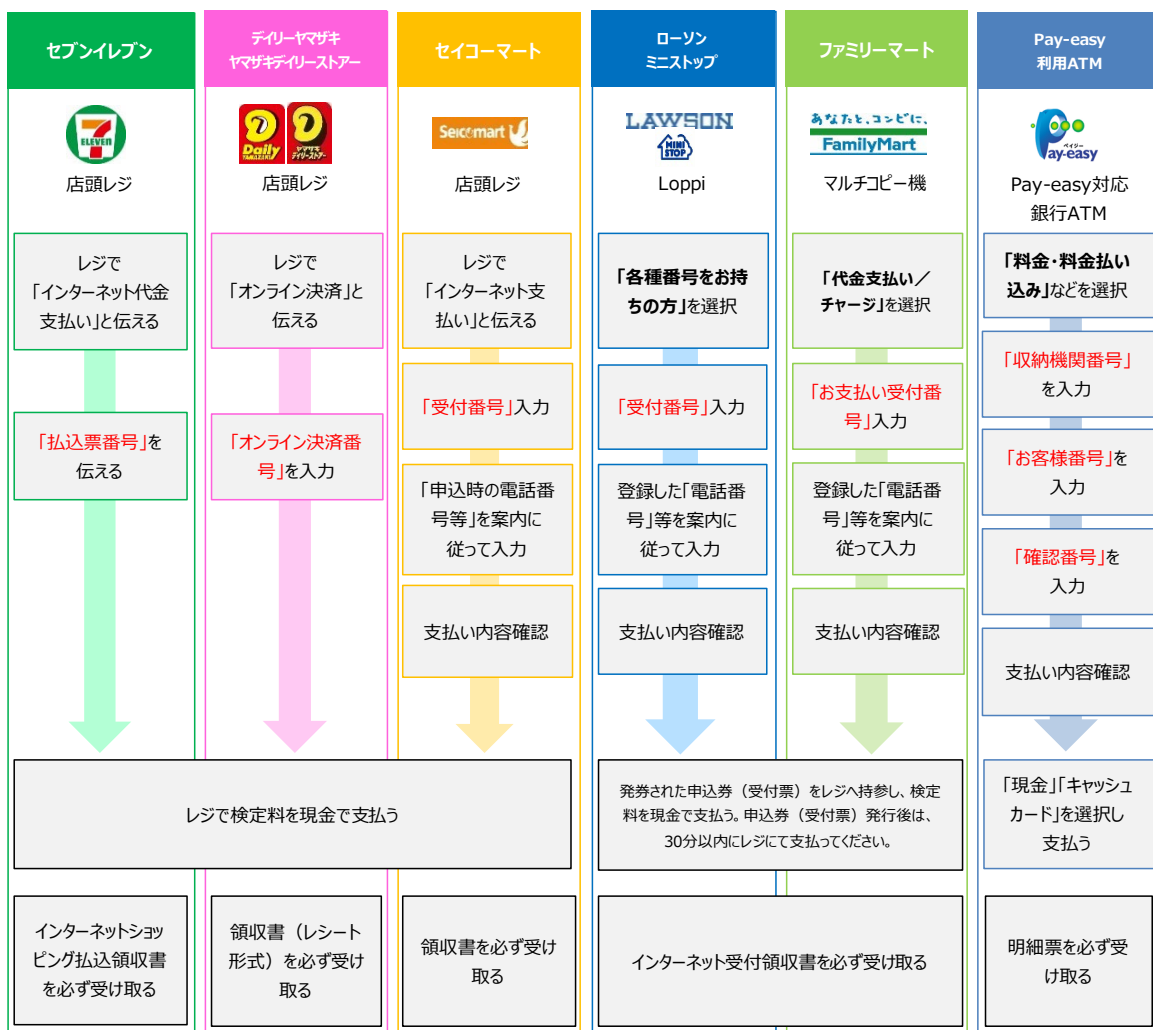 セブンイレブン
デイリーヤマザキ
ヤマザキデイリーストアー
セイコーマート
ローソン
ミニストップ
ファミリーマート
Pay-easy
利用ATM
7
ELEVEN
店頭レジ
Daily
YAMAZAKI
ヤマザキ
デイリーストアー
店頭レジ
Seicomart
店頭レジ
LAWSON
MINI
STOP
Loppi
あなたと、コンビに、
FamilyMart
マルチコピー機
ペイジー
Pay-easy
Pay-easy対応
銀行ATM
レジで
「インターネット代金
支払い」と伝える
「払込票番号」を
伝える
レジで
「オンライン決済」と
伝える
「オンライン決済番
号」を入力
レジで
「インターネット支
払い」と伝える
「受付番号」入力
「申込時の電話番
号等」を案内に
従って入力
支払い内容確認
「各種番号をお持
ちの方」を選択
「受付番号」入力
登録した「電話番
号」等を案内に
従って入力
支払い内容確認
「代金支払い／
チャージ」を選択
「お支払い受付番
号」入力
登録した「電話番
号」等を案内に
従って入力
支払い内容確認
「料金・料金払い
込み」などを選択
「収納機関番号」
を入力
「お客様番号」を
入力
「確認番号」を
入力
支払い内容確認
レジで検定料を現金で支払う
発券された申込券（受付票）をレジへ持参し、検定
料を現金で支払う。申込券（受付票）発行後は、
30分以内にレジにて支払ってください。
「現金」「キャッシュ
カード」を選択し
支払う
インターネットショッ
ピング払込領収書
を必ず受け取る
領収書（レシート
形式）を必ず受け
取る
領収書を必ず受け
取る
インターネット受付領収書を必ず受け取る
明細票を必ず受
け取る